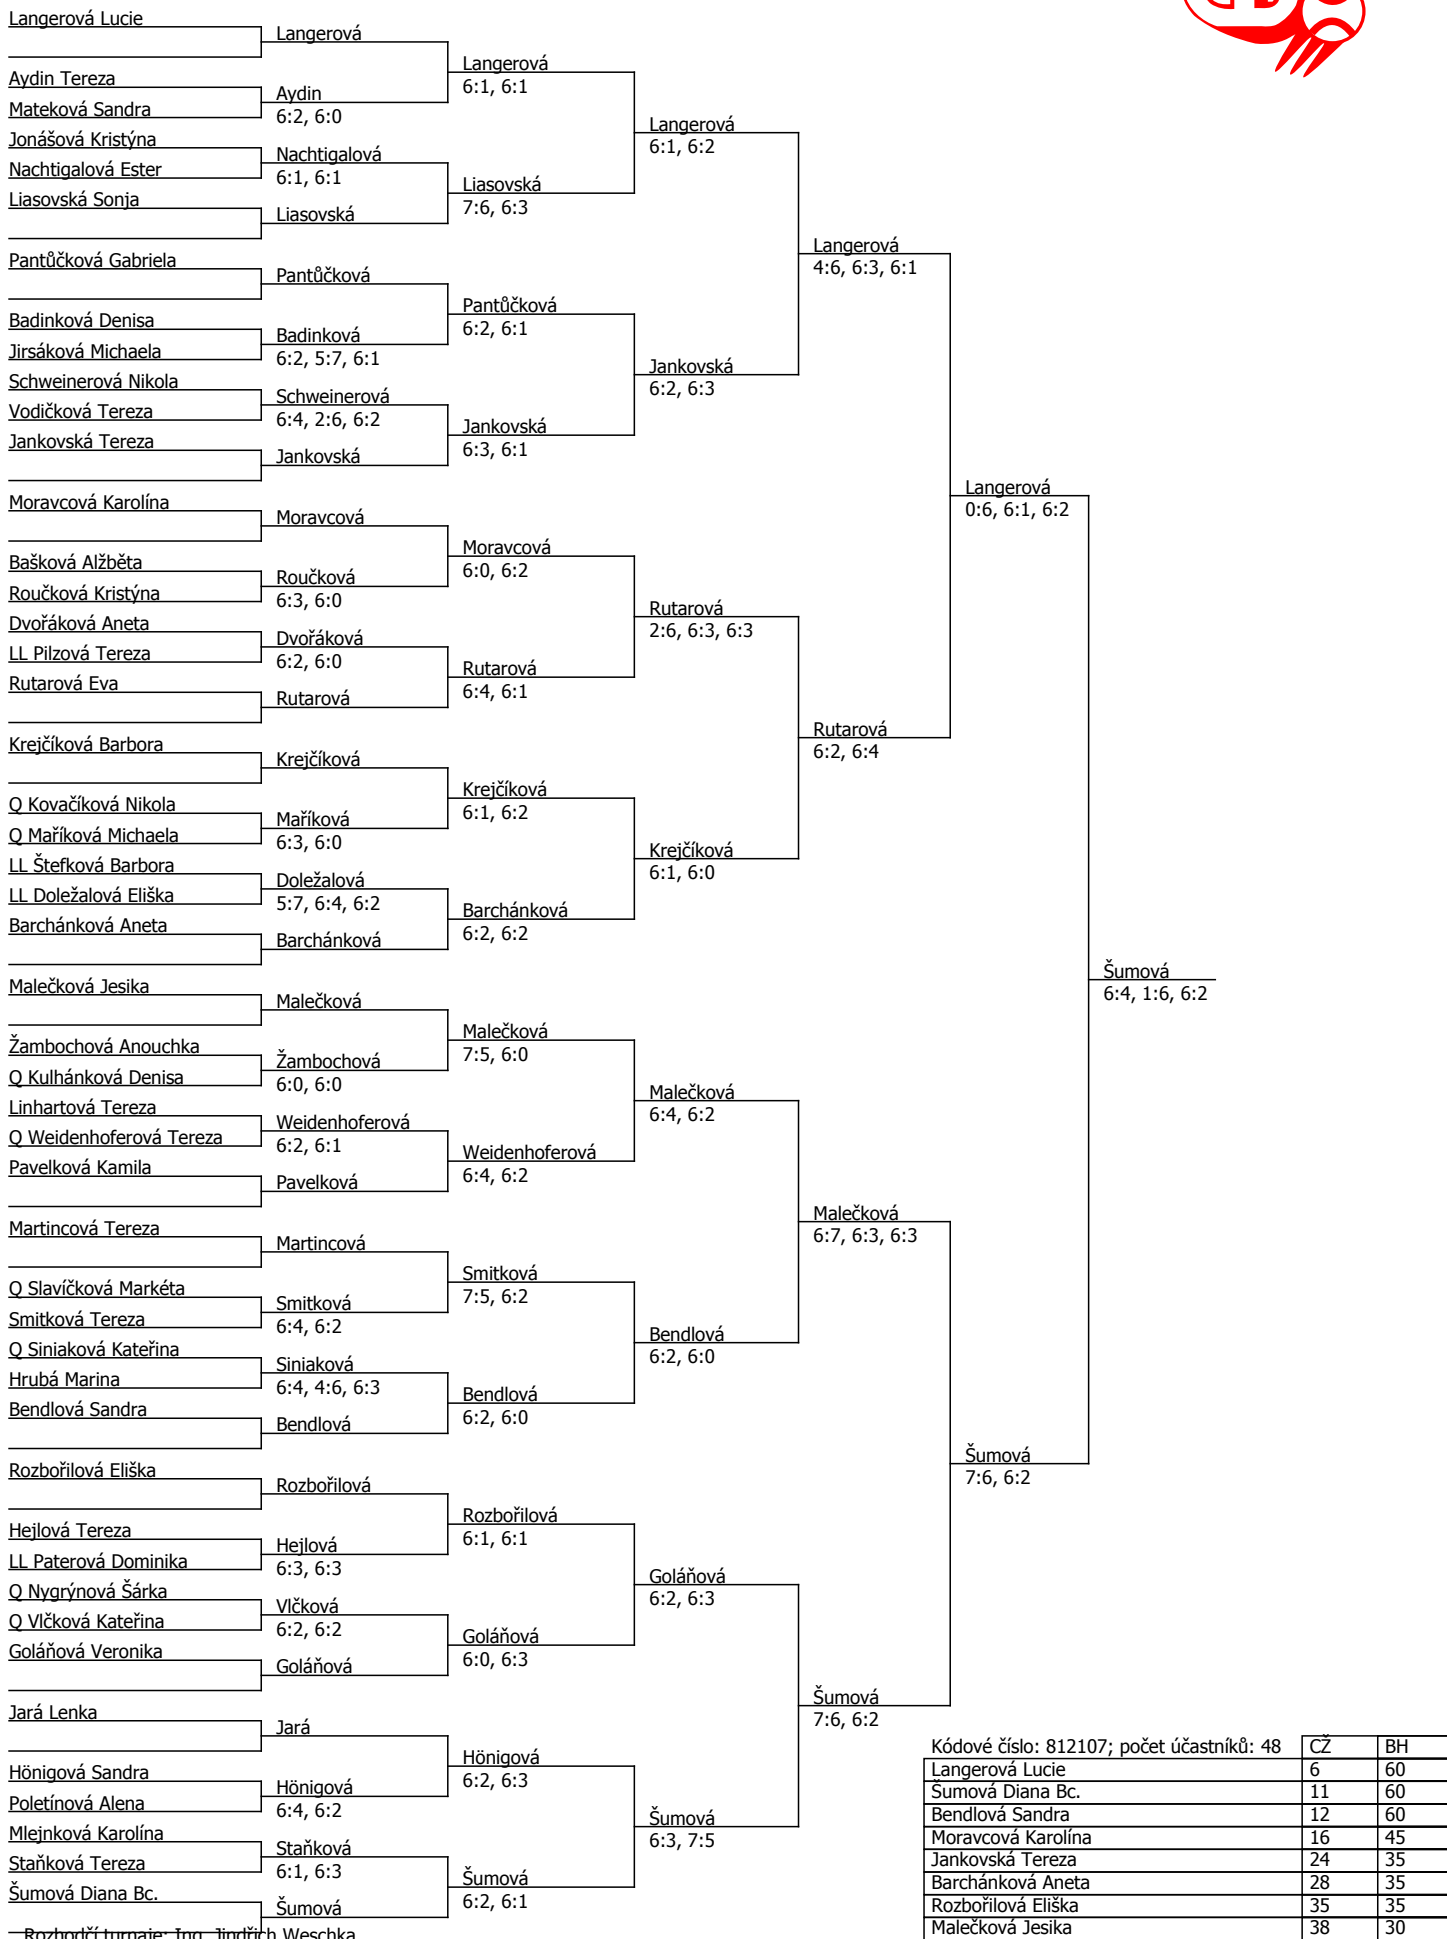 Langerová Lucie
Aydin Tereza
Mateková Sandra
Jonášová Kristýna
Nachtigalová Ester
Liasovská Sonja
Pantůčková Gabriela
Badinková Denisa
Jirsáková Michaela
Schweinerová Nikola
Vodičková Tereza
Jankovská Tereza
Moravcová Karolína
Bašková Alžběta
Roučková Kristýna
Dvořáková Aneta
LL Pilzová Tereza
Rutarová Eva
Krejčíková Barbora
Q Kovačíková Nikola
Q Maříková Michaela
LL Štefková Barbora
LL Doležalová Eliška
Barchánková Aneta
Malečková Jesika
Žambochová Anouchka
Q Kulhánková Denisa
Linhartová Tereza
Q Weidenhoferová Tereza
Pavelková Kamila
Martincová Tereza
Q Slavíčková Markéta
Smitková Tereza
Q Siniaková Kateřina
Hrubá Marina
Bendlová Sandra
Rozbořilová Eliška
Hejlová Tereza
LL Paterová Dominika
Q Nygrýnová Šárka
Q Vlčková Kateřina
Goláňová Veronika
Jará Lenka
Hönigová Sandra
Poletínová Alena
Mlejnková Karolína
Staňková Tereza
Šumová Diana Bc.
Rozhodčí turnaje: Ing. Jindřich Weschka
Langerová
Aydin
6:2, 6:0
Nachtigalová
6:1, 6:1
Liasovská
Pantůčková
Badinková
6:2, 5:7, 6:1
Schweinerová
6:4, 2:6, 6:2
Jankovská
Moravcová
Roučková
6:3, 6:0
Dvořáková
6:2, 6:0
Rutarová
Krejčíková
Maříková
6:3, 6:0
Doležalová
5:7, 6:4, 6:2
Barchánková
Malečková
Žambochová
6:0, 6:0
Weidenhoferová
6:2, 6:1
Pavelková
Martincová
Smitková
6:4, 6:2
Siniaková
6:4, 4:6, 6:3
Bendlová
Rozbořilová
Hejlová
6:3, 6:3
Vlčková
6:2, 6:2
Goláňová
Jará
Hönigová
6:4, 6:2
Staňková
6:1, 6:3
Šumová
Langerová
6:1, 6:1
Liasovská
7:6, 6:3
Pantůčková
6:2, 6:1
Jankovská
6:3, 6:1
Moravcová
6:0, 6:2
Rutarová
6:4, 6:1
Krejčíková
6:1, 6:2
Barchánková
6:2, 6:2
Malečková
7:5, 6:0
Weidenhoferová
6:4, 6:2
Smitková
7:5, 6:2
Bendlová
6:2, 6:0
Rozbořilová
6:1, 6:1
Goláňová
6:0, 6:3
Hönigová
6:2, 6:3
Šumová
6:2, 6:1
Langerová
6:1, 6:2
Jankovská
6:2, 6:3
Rutarová
2:6, 6:3, 6:3
Krejčíková
6:1, 6:0
Malečková
6:4, 6:2
Bendlová
6:2, 6:0
Goláňová
6:2, 6:3
Šumová
6:3, 7:5
Langerová
4:6, 6:3, 6:1
Rutarová
6:2, 6:4
Malečková
6:7, 6:3, 6:3
Šumová
7:6, 6:2
Langerová
0:6, 6:1, 6:2
Šumová
7:6, 6:2
Šumová
6:4, 1:6, 6:2
Kódové číslo: 812107; počet účastníků: 48 CŽ BH
Langerová Lucie 6 60
Šumová Diana Bc. 11 60
Bendlová Sandra 12 60
Moravcová Karolína 16 45
Jankovská Tereza 24 35
Barchánková Aneta 28 35
Rozbořilová Eliška 35 35
Malečková Jesika 38 30